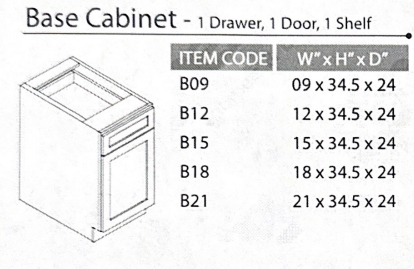 Base Cabinet - 1 Drawer, 1 Door, 1 Shelf
ITEM CODE W" x H" x D"
B09 09 x 34.5 x 24
B12 12 x 34.5 x 24
B15 15 x 34.5 x 24
B18 18 x 34.5 x 24
B21 21 x 34.5 x 24